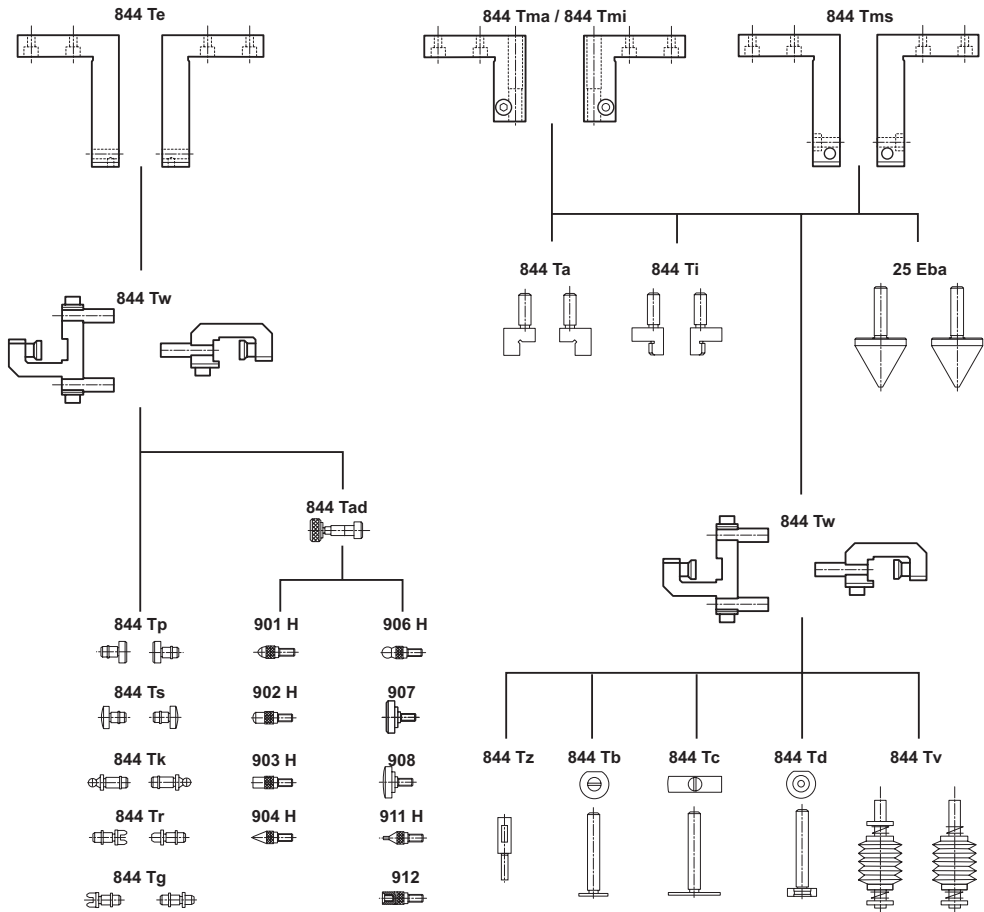 844 Te
844 Tma / 844 Tmi
844 Tms
844 Ta
844 Ti
25 Eba
844 Tw
844 Tad
844 Tw
844 Tp
901 H
906 H
844 Ts
902 H
907
844 Tk
903 H
908
844 Tr
904 H
911 H
844 Tg
912
844 Tz
844 Tb
844 Tc
844 Td
844 Tv